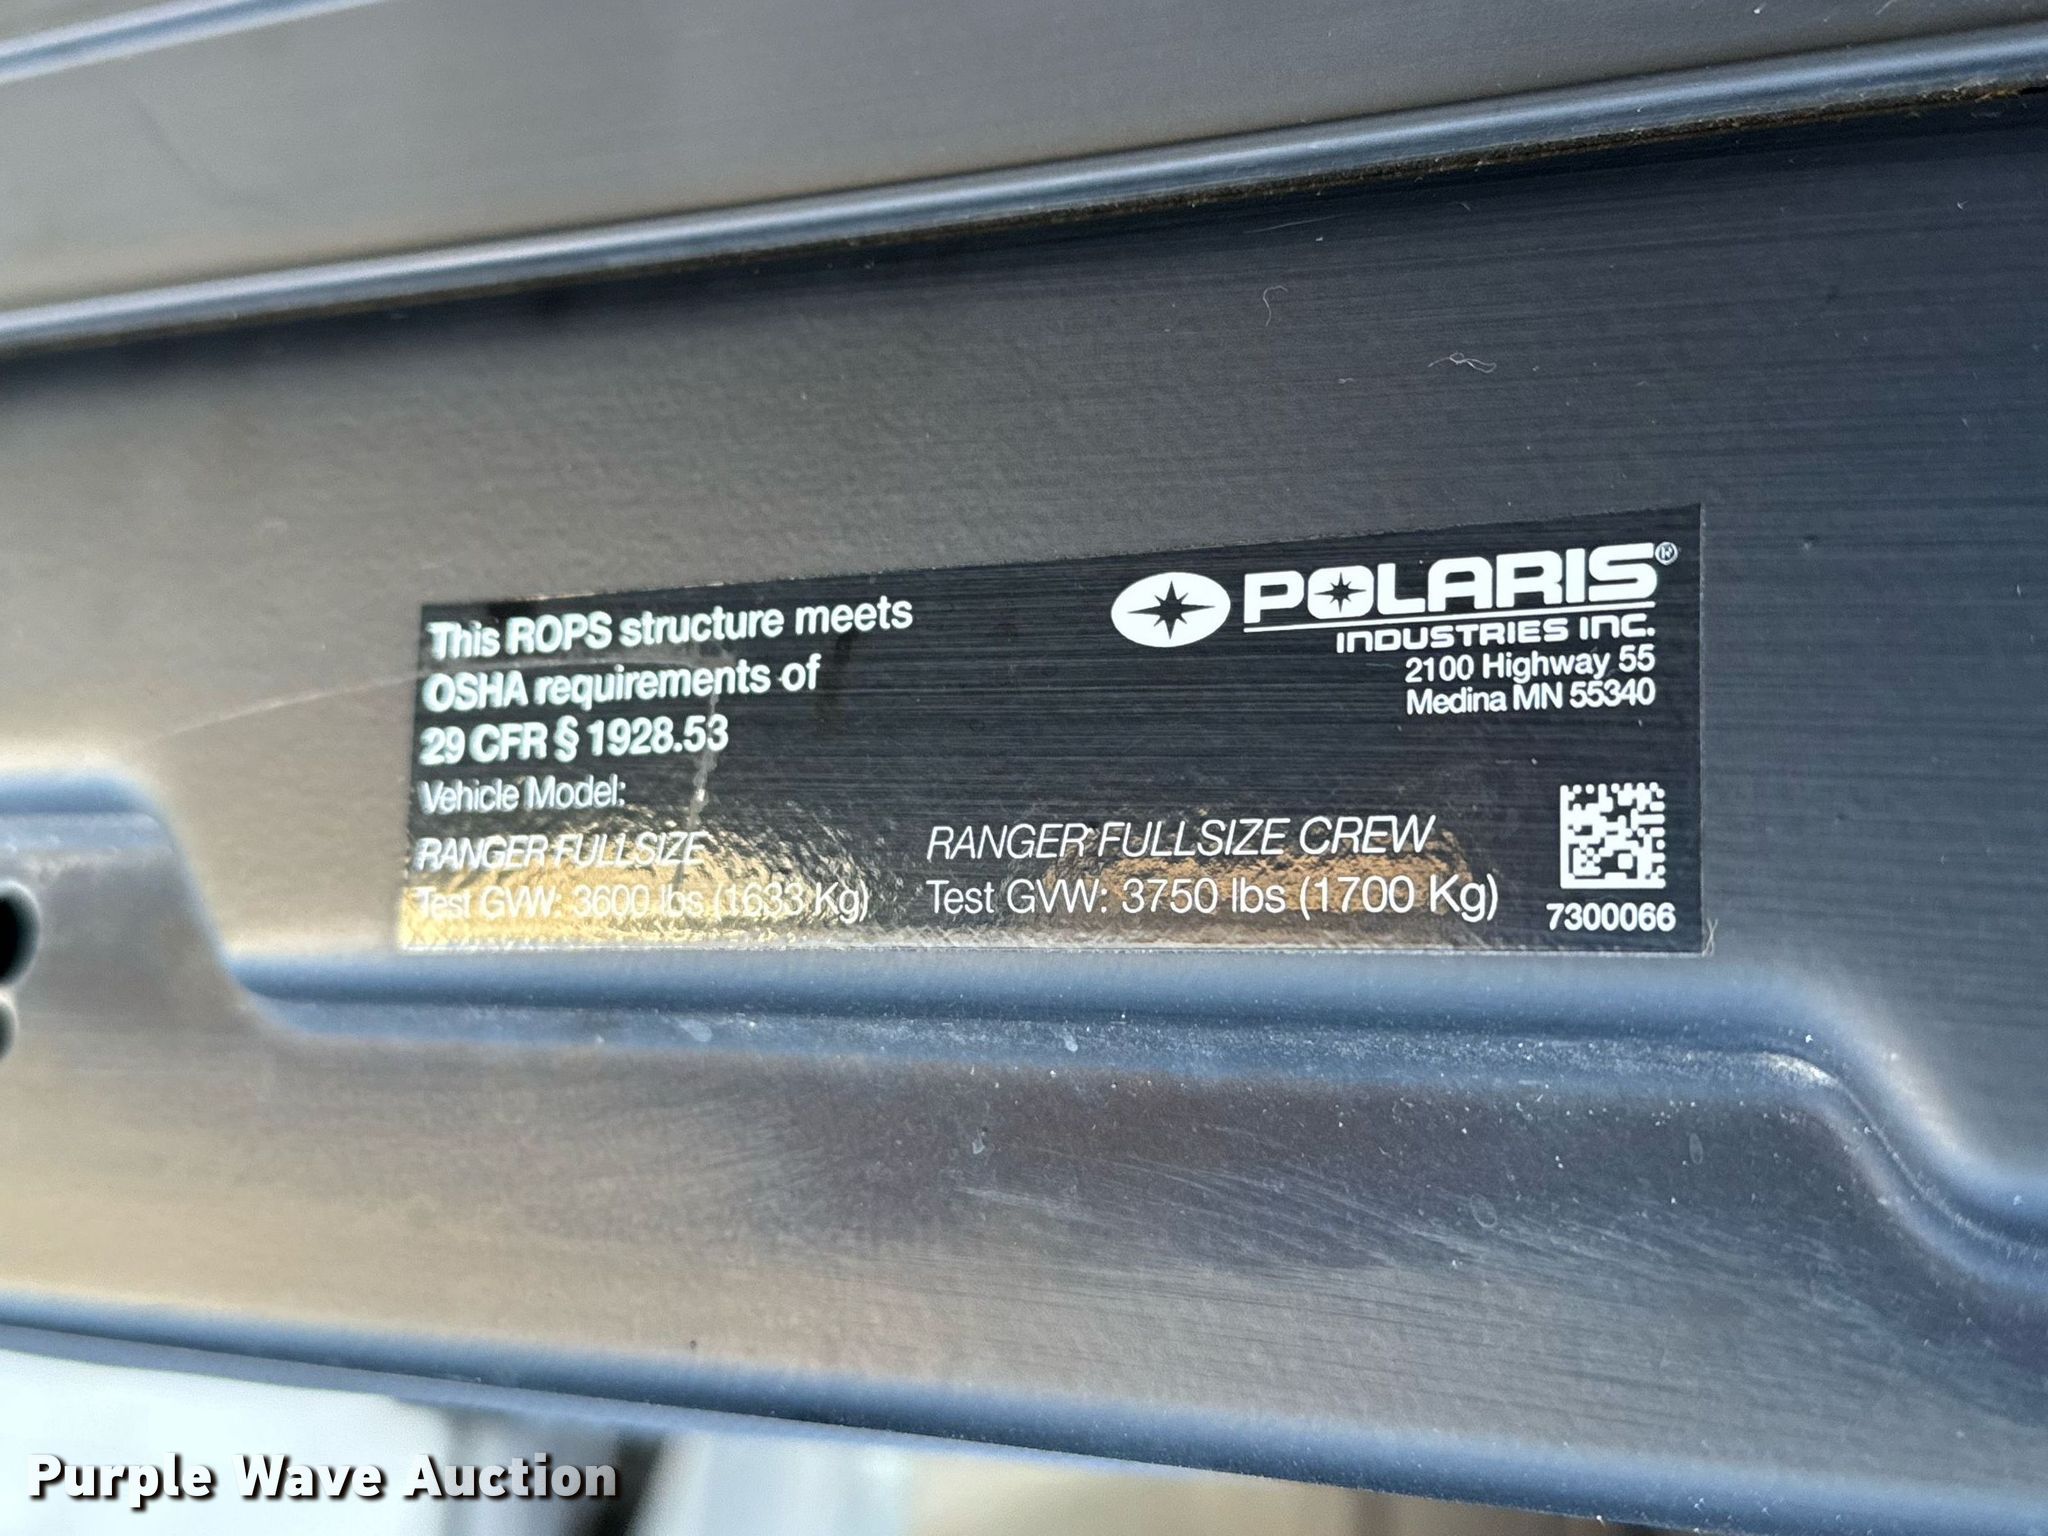 This ROPS structure meets
OSHA requirements of
29 CFR § 1928.53
Vehicle Model:
RANGER FULLSIZE
Test GVW: 3600 lbs (1633 Kg)
RANGER FULLSIZE CREW
Test GVW: 3750 lbs (1700 Kg)
POLARIS®
INDUSTRIES INC.
2100 Highway 55
Medina MN 55340
7300066
Purple Wave Auction